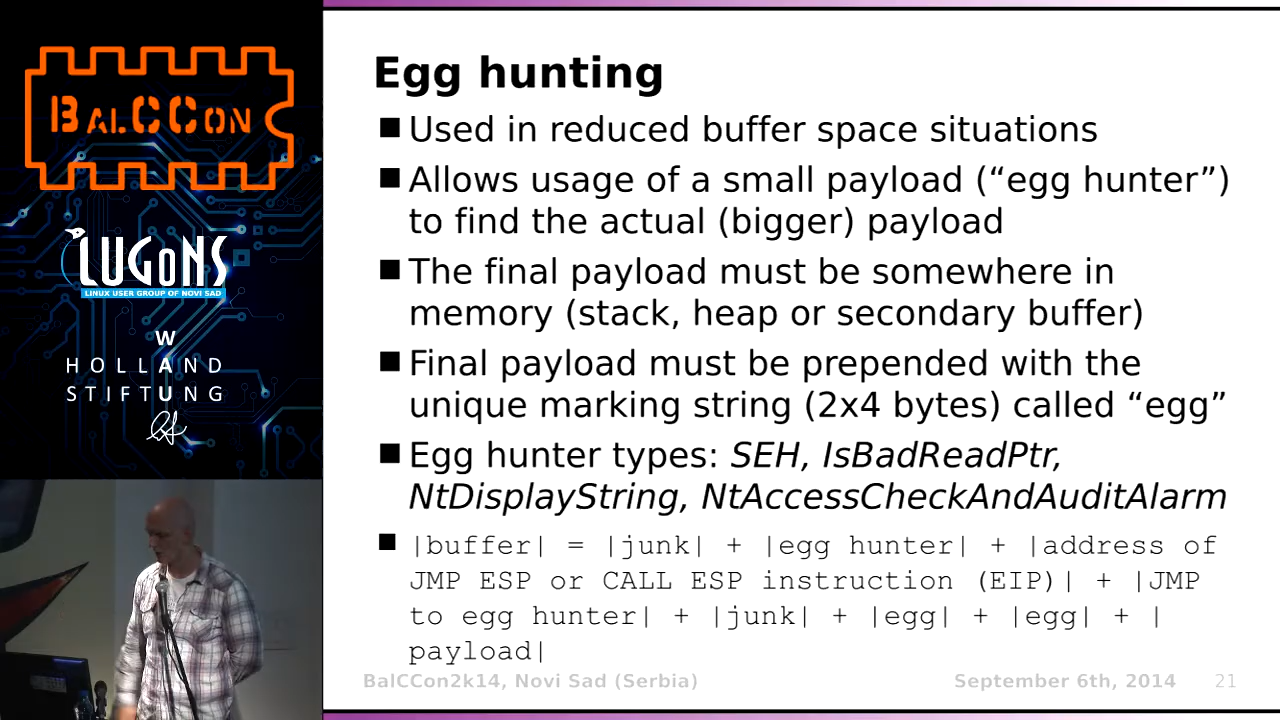 BALCCON
LUGONS
LINUX USER GROUP OF NOVI SAD
W
HOLLAND
STIFTUNG
Egg hunting
Used in reduced buffer space situations
Allows usage of a small payload (“egg hunter”)
to find the actual (bigger) payload
The final payload must be somewhere in
memory (stack, heap or secondary buffer)
Final payload must be prepended with the
unique marking string (2x4 bytes) called “egg”
Egg hunter types: SEH, IsBadReadPtr,
NtDisplayString, NtAccessCheckAndAuditAlarm
|buffer| = |junk| + |egg hunter| + |address of
JMP ESP or CALL ESP instruction (EIP)| + |JMP
to egg hunter| + |junk| + |egg| + |egg| + |
payload|
BalCCon2k14, Novi Sad (Serbia) September 6th, 2014 21